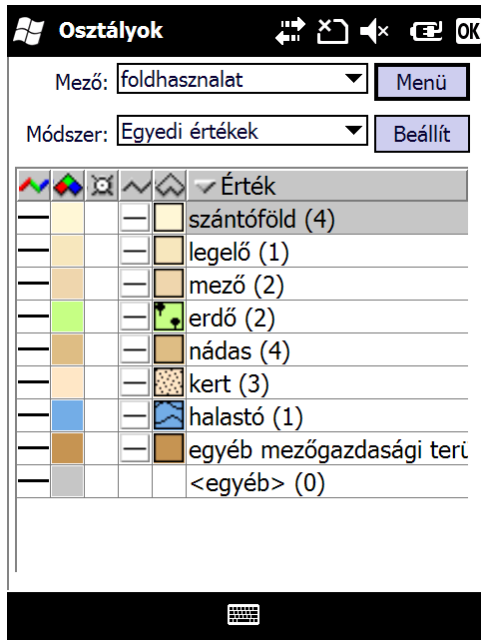 Osztályok OK
Mező: foldhasznalat Menü
Módszer: Egyedi értékek Beállít
Érték
szántóföld (4)
legelő (1)
mező (2)
erdő (2)
nádas (4)
kert (3)
halastó (1)
egyéb mezőgazdasági terü
<egyéb> (0)